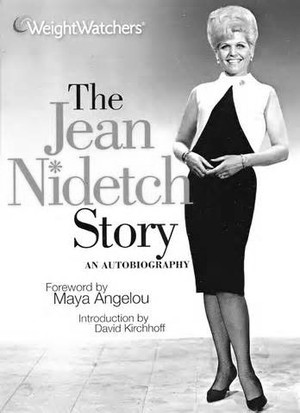 WeightWatchers®
The
Jean
Nidetch
Story
AN AUTOBIOGRAPHY
Foreword by
Maya Angelou
Introduction by
David Kirchhoff